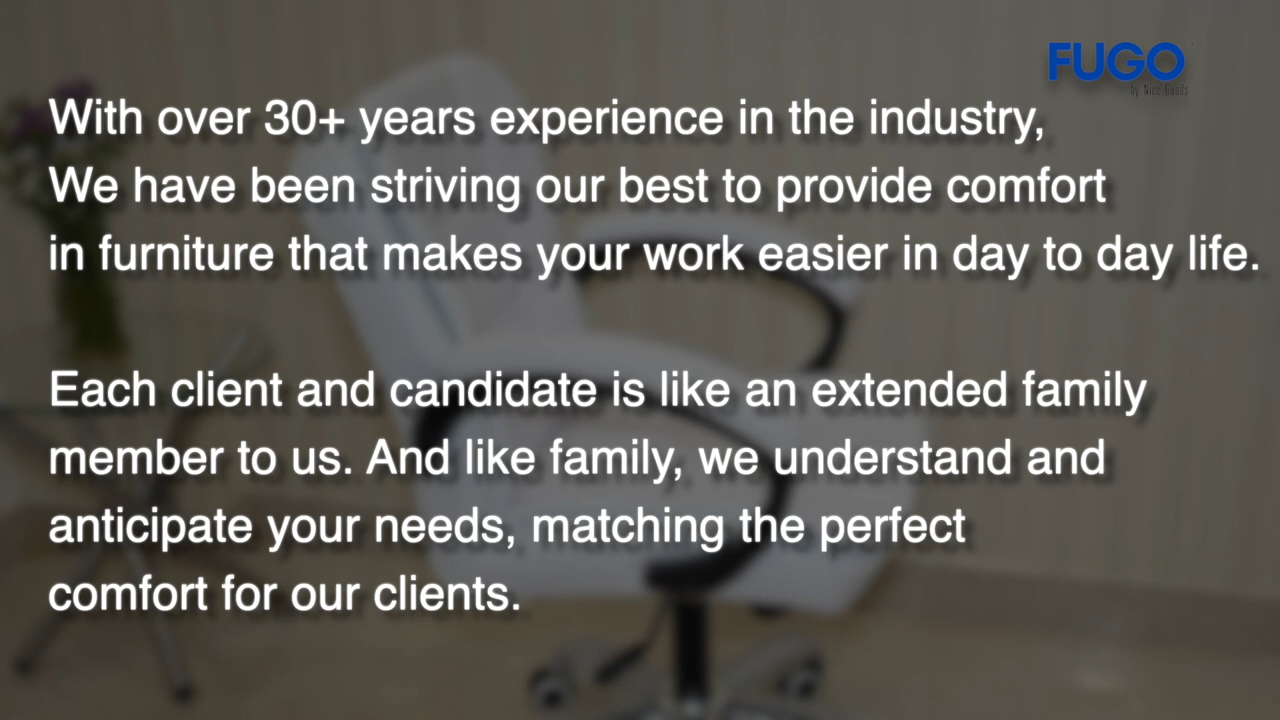 FUGO
by Nice Goods
With over 30+ years experience in the industry,
We have been striving our best to provide comfort
in furniture that makes your work easier in day to day life.
Each client and candidate is like an extended family
member to us. And like family, we understand and
anticipate your needs, matching the perfect
comfort for our clients.